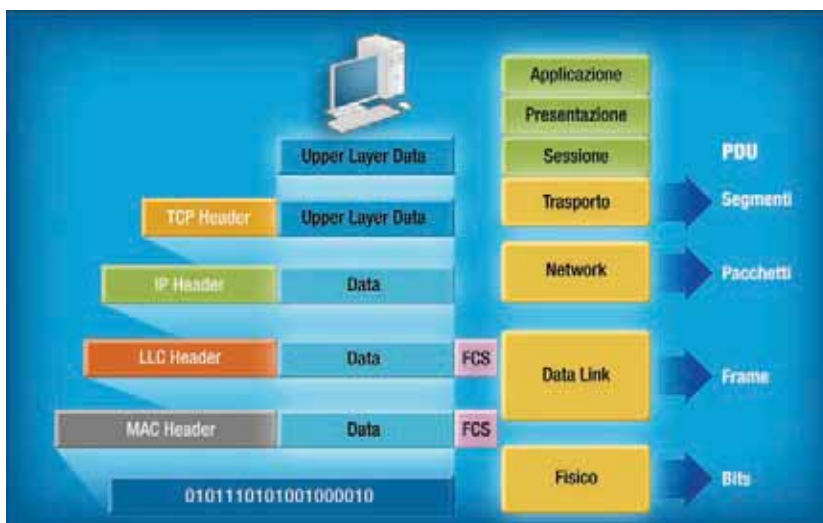 Applicazione
Presentazione
Upper Layer Data
Sessione
PDU
TCP Header
Upper Layer Data
Trasporto
Segmenti
IP Header
Data
Network
Pacchetti
LLC Header
Data
FCS
Data Link
Frame
MAC Header
Data
FCS
Fisico
Bits
0101110101001000010